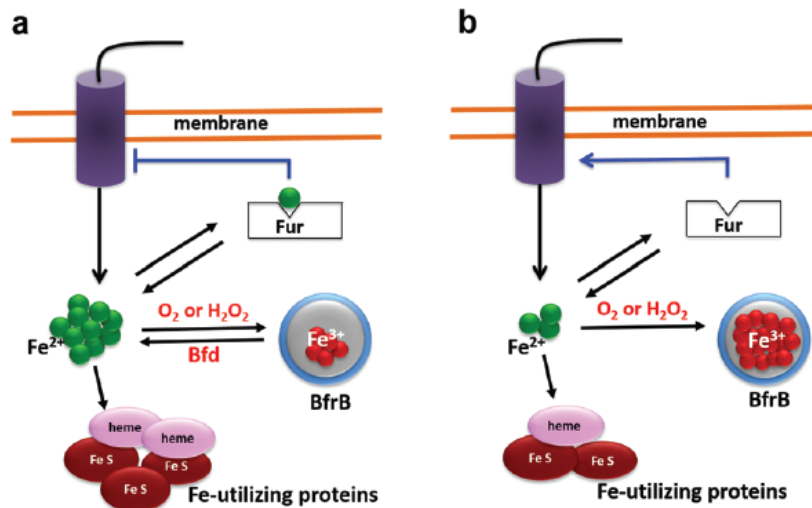 a
membrane
Fur
O₂ or H₂O₂
Fe²⁺
Bfd
Fe³⁺
BfrB
heme
heme
Fe S
Fe S
Fe S
Fe-utilizing proteins
b
membrane
Fur
O₂ or H₂O₂
Fe²⁺
Fe³⁺
BfrB
heme
Fe S
Fe S
Fe-utilizing proteins